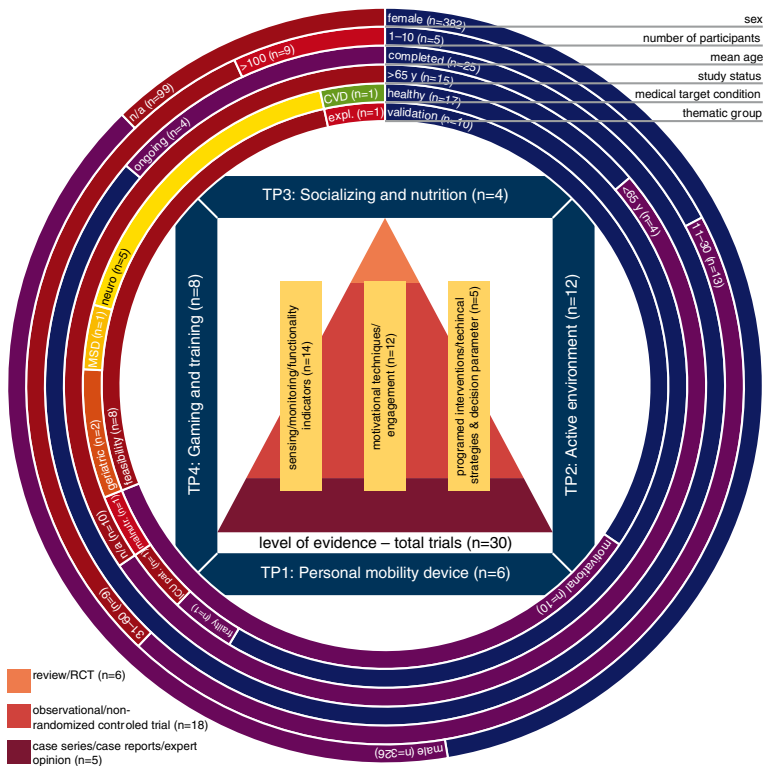 female (n=382)
sex
1–10 (n=5)
number of participants
completed (n=25)
mean age
>65 y (n=15)
study status
healthy (n=17)
medical target condition
validation (n=10)
thematic group
n/a (n=99)
>100 (n=9)
ongoing (n=4)
CVD (n=1)
expl. (n=1)
<65 y (n=4)
11–30 (n=13)
neuro (n=5)
MSD (n=1)
geriatric (n=2)
feasibility (n=8)
malnutr. (n=1)
n/a (n=10)
ICU pat. (n=1)
31–60 (n=9)
frailty (n=1)
motivational (n=10)
male (n=326)
TP3: Socializing and nutrition (n=4)
TP4: Gaming and training (n=8)
TP2: Active environment (n=12)
sensing/monitoring/functionality
indicators (n=14)
motivational techniques/
engagement (n=12)
programed interventions/techincal
strategies & decision parameter (n=5)
level of evidence – total trials (n=30)
TP1: Personal mobility device (n=6)
review/RCT (n=6)
observational/non-
randomized controled trial (n=18)
case series/case reports/expert
opinion (n=5)